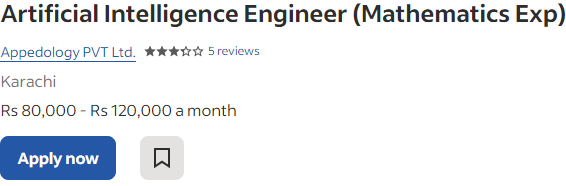 Artificial Intelligence Engineer (Mathematics Exp)
Appedology PVT Ltd. 5 reviews
Karachi
Rs 80,000 - Rs 120,000 a month
Apply now